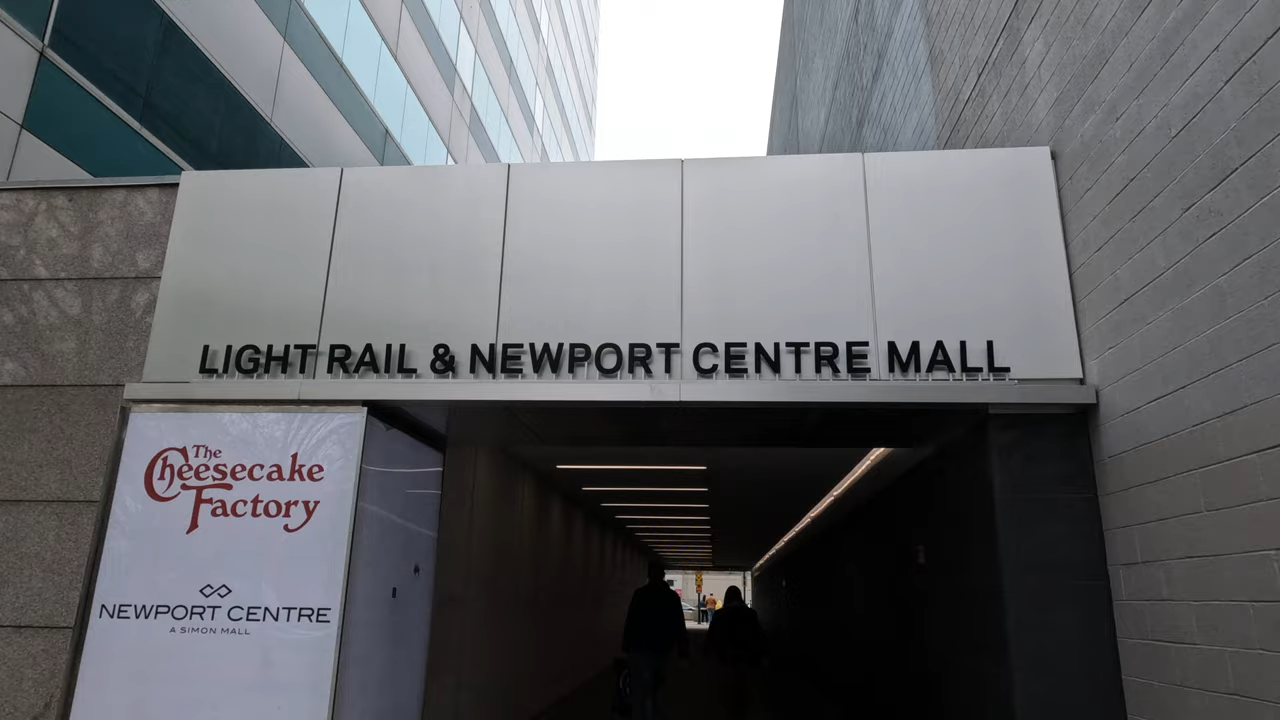 LIGHT RAIL & NEWPORT CENTRE MALL
The
Cheesecake
Factory
NEWPORT CENTRE
A SIMON MALL